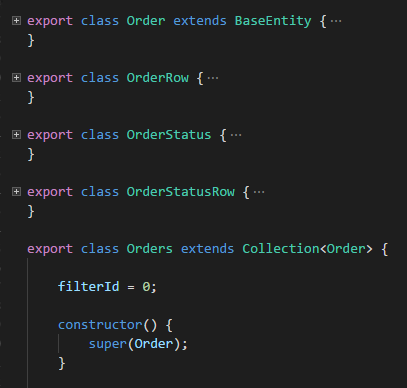 export class Order extends BaseEntity {···
}
export class OrderRow {···
}
export class OrderStatus {···
}
export class OrderStatusRow {···
}
export class Orders extends Collection<Order> {
filterId = 0;
constructor() {
super(Order);
}